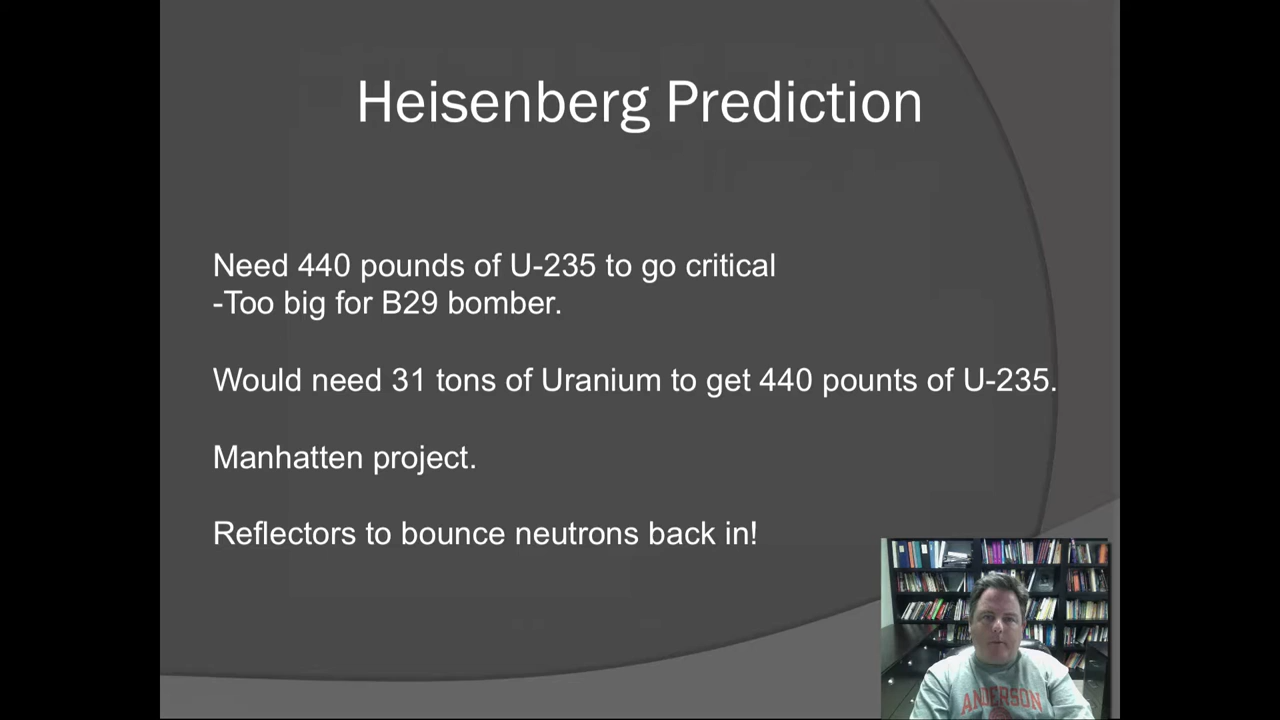 Heisenberg Prediction
Need 440 pounds of U-235 to go critical
-Too big for B29 bomber.
Would need 31 tons of Uranium to get 440 pounts of U-235.
Manhatten project.
Reflectors to bounce neutrons back in!
ANDERSON